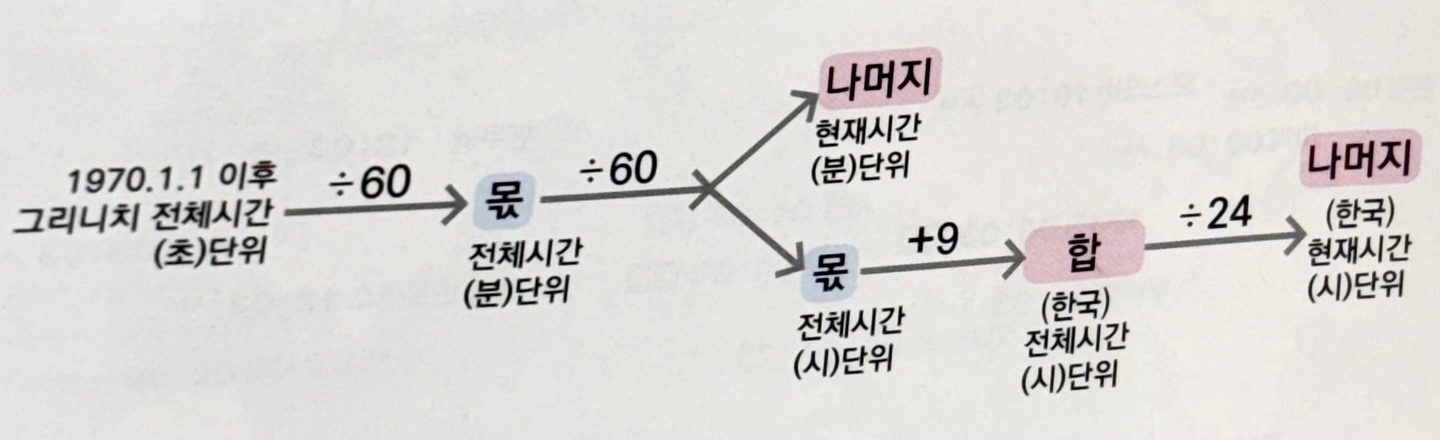 1970.1.1 이후
그리니치 전체시간
(초)단위
÷60
몫
전체시간
(분)단위
÷60
나머지
현재시간
(분)단위
몫
전체시간
(시)단위
+9
합
(한국)
전체시간
(시)단위
÷24
나머지
(한국)
현재시간
(시)단위